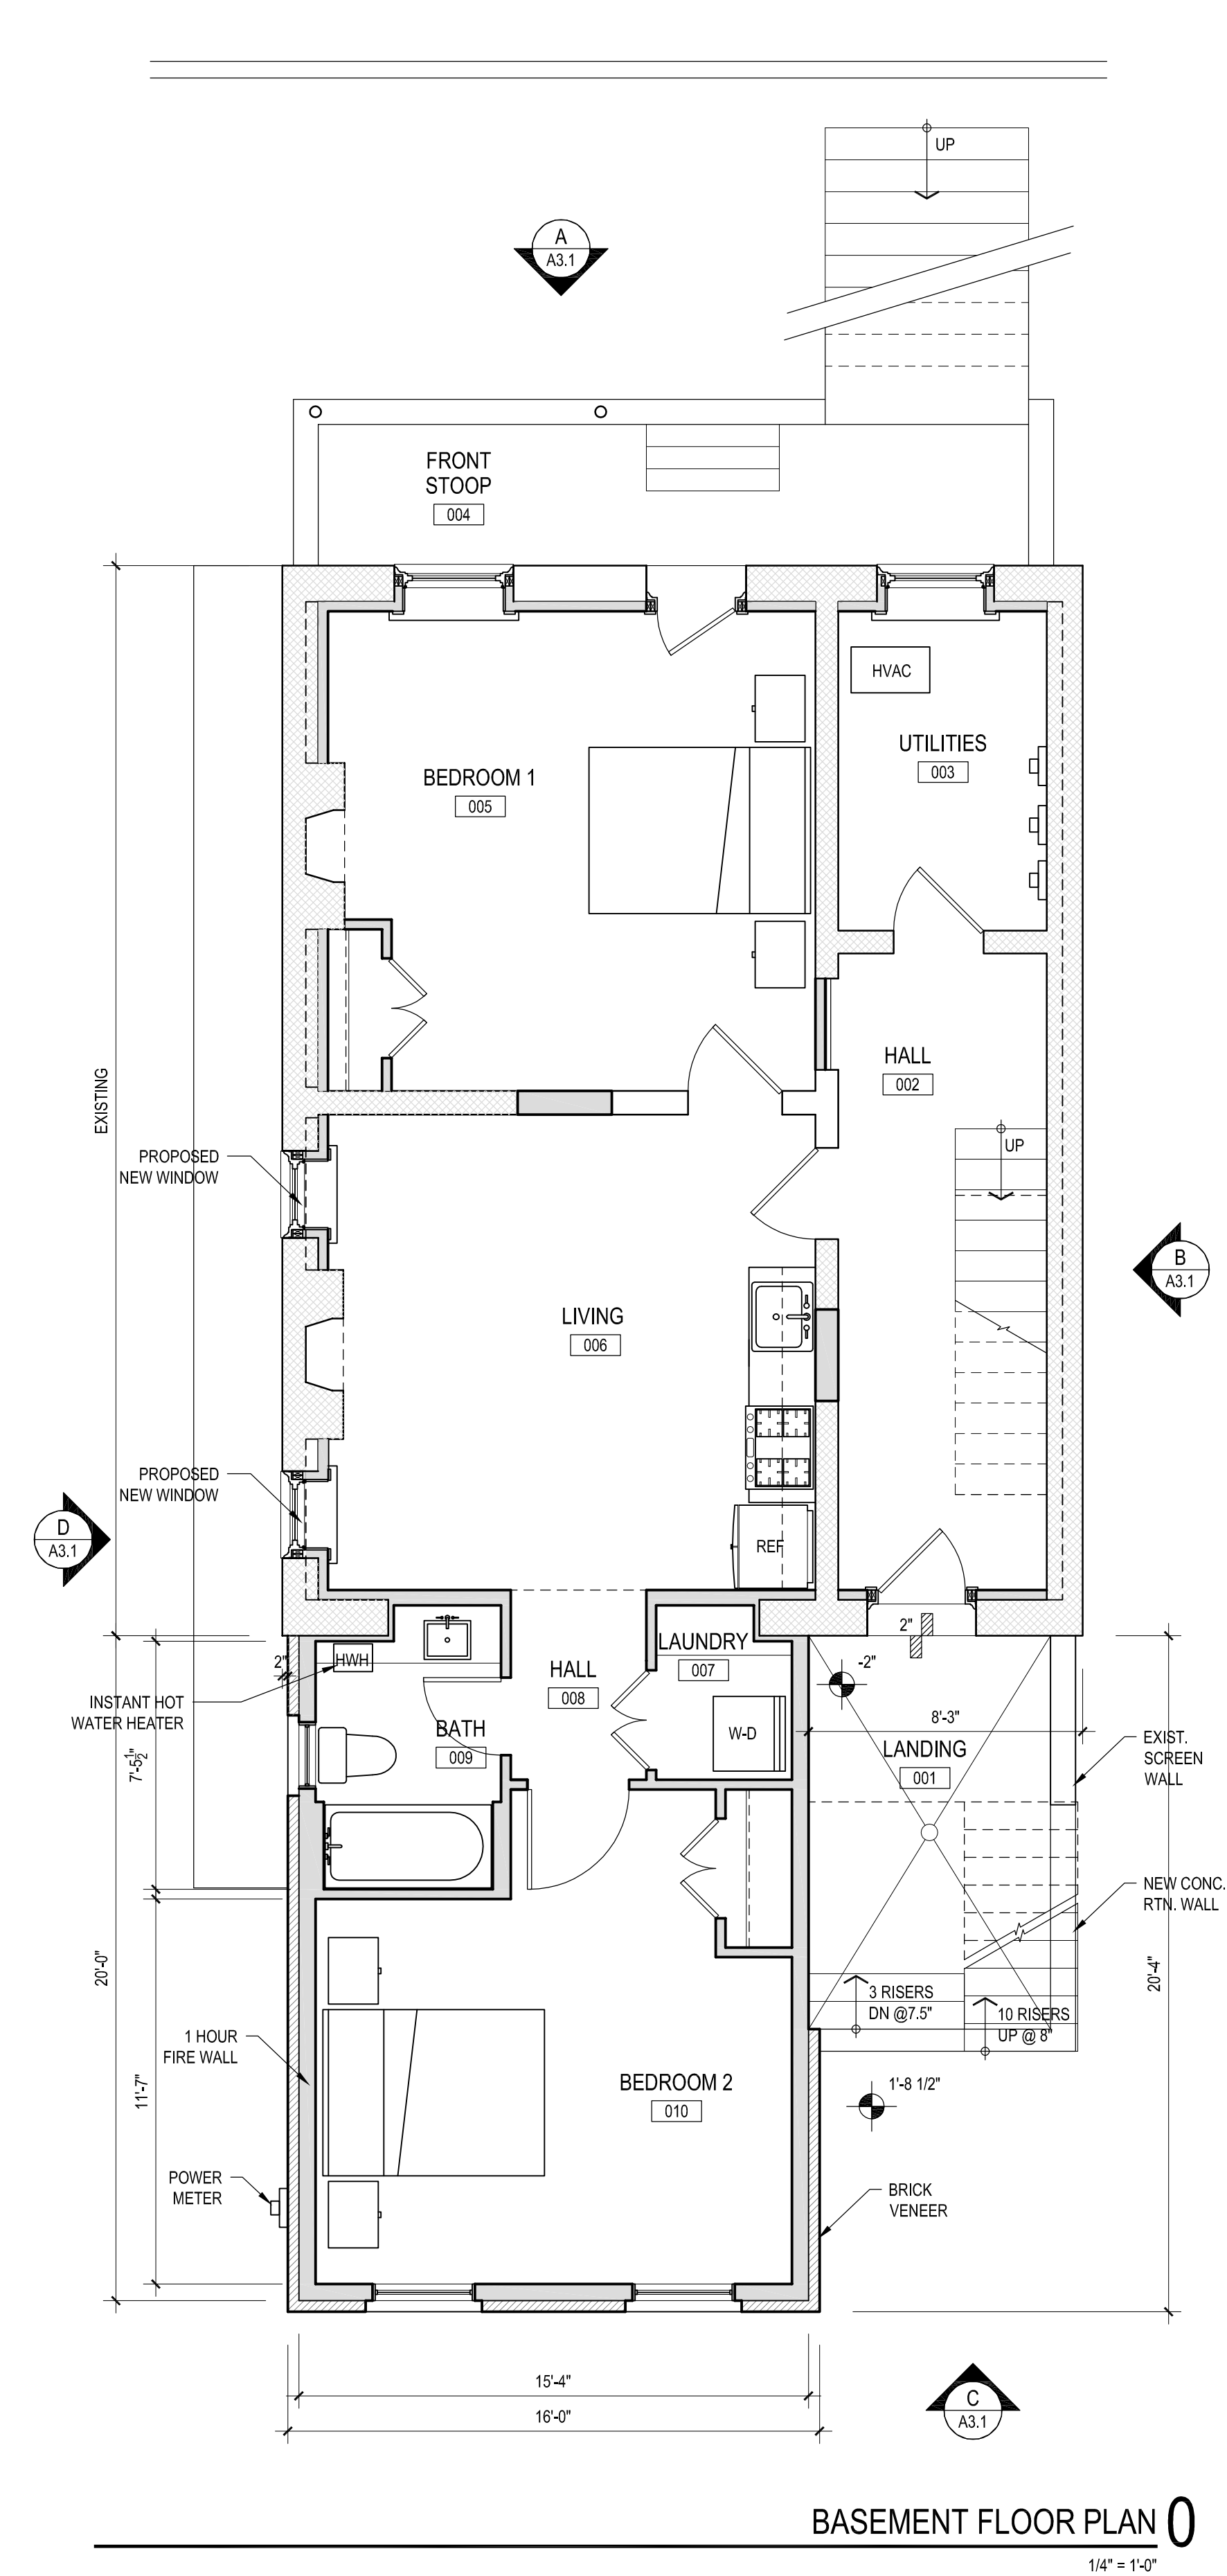 UP
A
A3.1
FRONT
STOOP
004
HVAC
UTILITIES
003
BEDROOM 1
005
HALL
002
EXISTING
UP
PROPOSED
NEW WINDOW
B
A3.1
LIVING
006
PROPOSED
NEW WINDOW
D
A3.1
REF
2"
LAUNDRY
007
HWH
2"
HALL
008
-2"
INSTANT HOT
WATER HEATER
BATH
009
W-D
8'-3"
LANDING
001
EXIST.
SCREEN
WALL
7'-5 1/2"
NEW CONC.
RTN. WALL
20'-0"
20'-4"
3 RISERS
DN @7.5"
10 RISERS
UP @ 8"
1 HOUR
FIRE WALL
11'-7"
BEDROOM 2
010
1'-8 1/2"
POWER
METER
BRICK
VENEER
15'-4"
16'-0"
C
A3.1
BASEMENT FLOOR PLAN 0
1/4" = 1'-0"